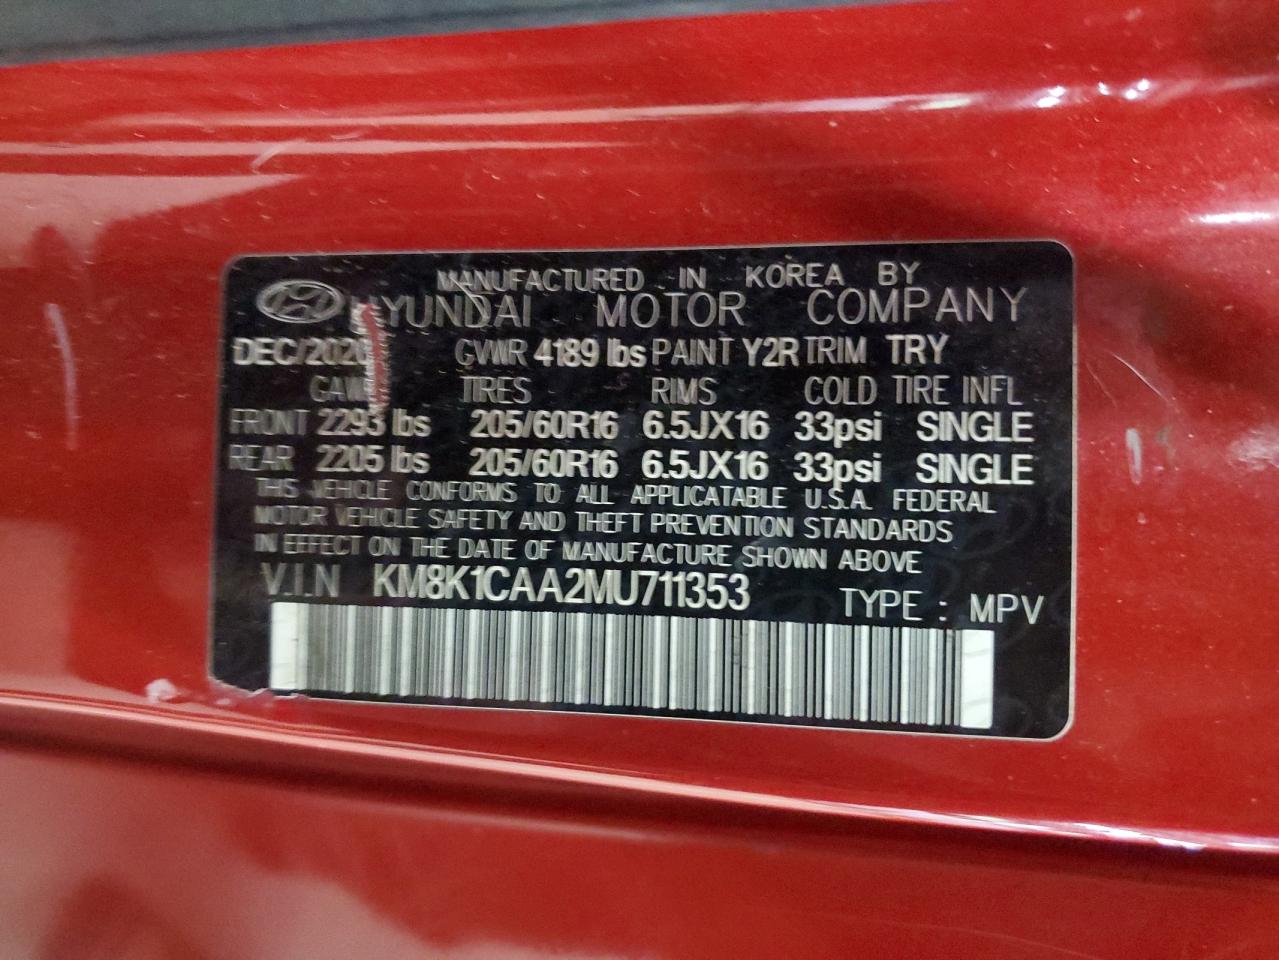 MANUFACTURED IN KOREA BY
HYUNDAI MOTOR COMPANY
DEC/2020 GVWR 4189 lbs PAINT Y2R TRIM TRY
GAWR TIRES RIMS COLD TIRE INFL
FRONT 2293 lbs 205/60R16 6.5JX16 33psi SINGLE
REAR 2205 lbs 205/60R16 6.5JX16 33psi SINGLE
THIS VEHICLE CONFORMS TO ALL APPLICATABLE U.S.A. FEDERAL
MOTOR VEHICLE SAFETY AND THEFT PREVENTION STANDARDS
IN EFFECT ON THE DATE OF MANUFACTURE SHOWN ABOVE
V.I.N KM8K1CAA2MU711353 TYPE : MPV